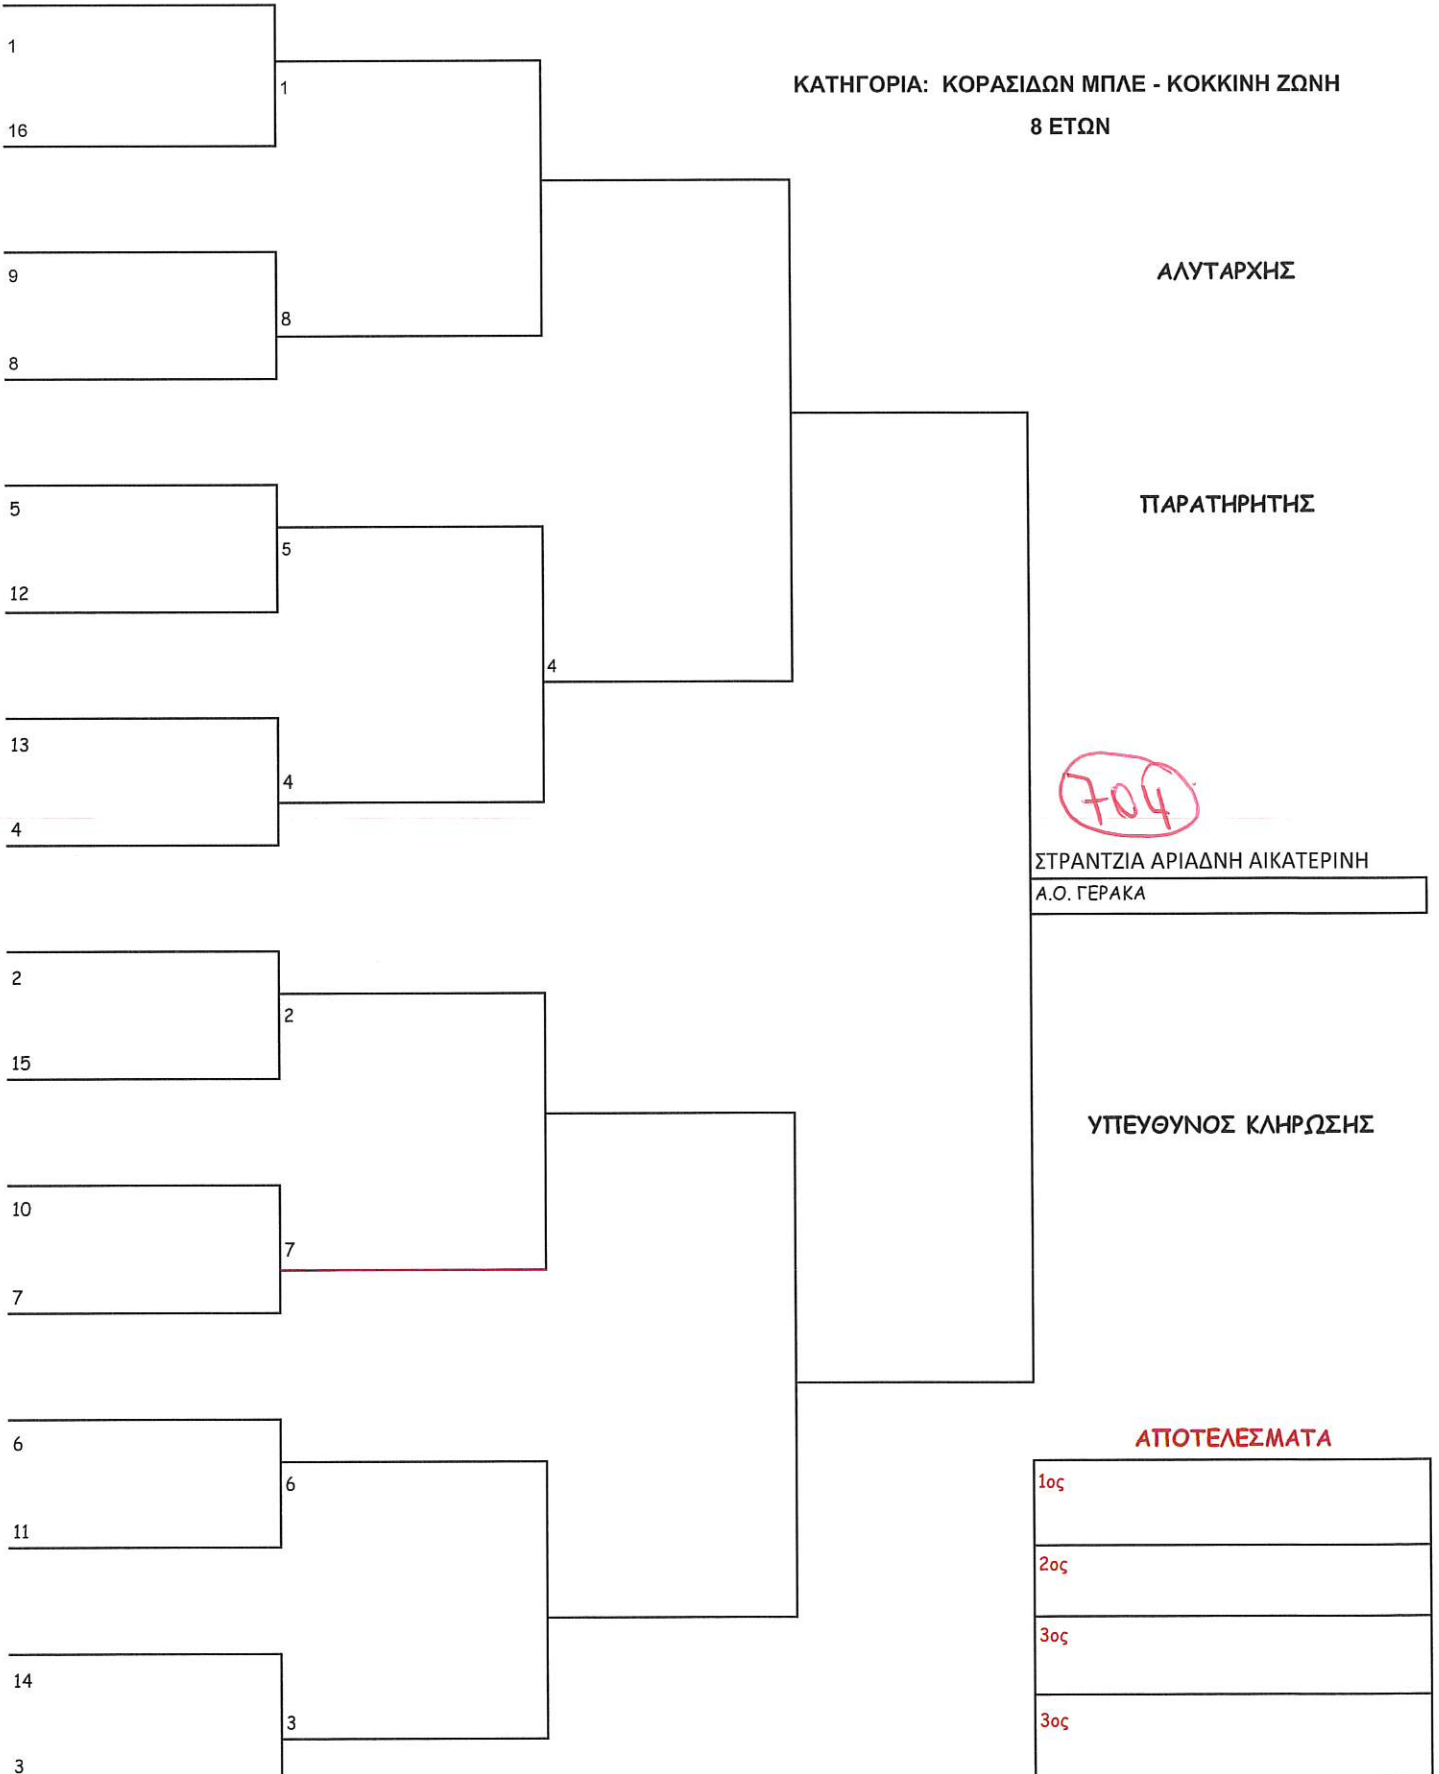 1
ΚΑΤΗΓΟΡΙΑ: ΚΟΡΑΣΙΔΩΝ ΜΠΛΕ - ΚΟΚΚΙΝΗ ΖΩΝΗ
1
16
8 ΕΤΩΝ
9
ΑΛΥΤΑΡΧΗΣ
8
8
5
ΠΑΡΑΤΗΡΗΤΗΣ
5
12
4
13
4
704
4
ΣΤΡΑΝΤΖΙΑ ΑΡΙΑΔΝΗ ΑΙΚΑΤΕΡΙΝΗ
Α.Ο. ΓΕΡΑΚΑ
2
2
15
ΥΠΕΥΘΥΝΟΣ ΚΛΗΡΩΣΗΣ
10
7
7
6
ΑΠΟΤΕΛΕΣΜΑΤΑ
6
1ος
11
2ος
3ος
14
3
3ος
3